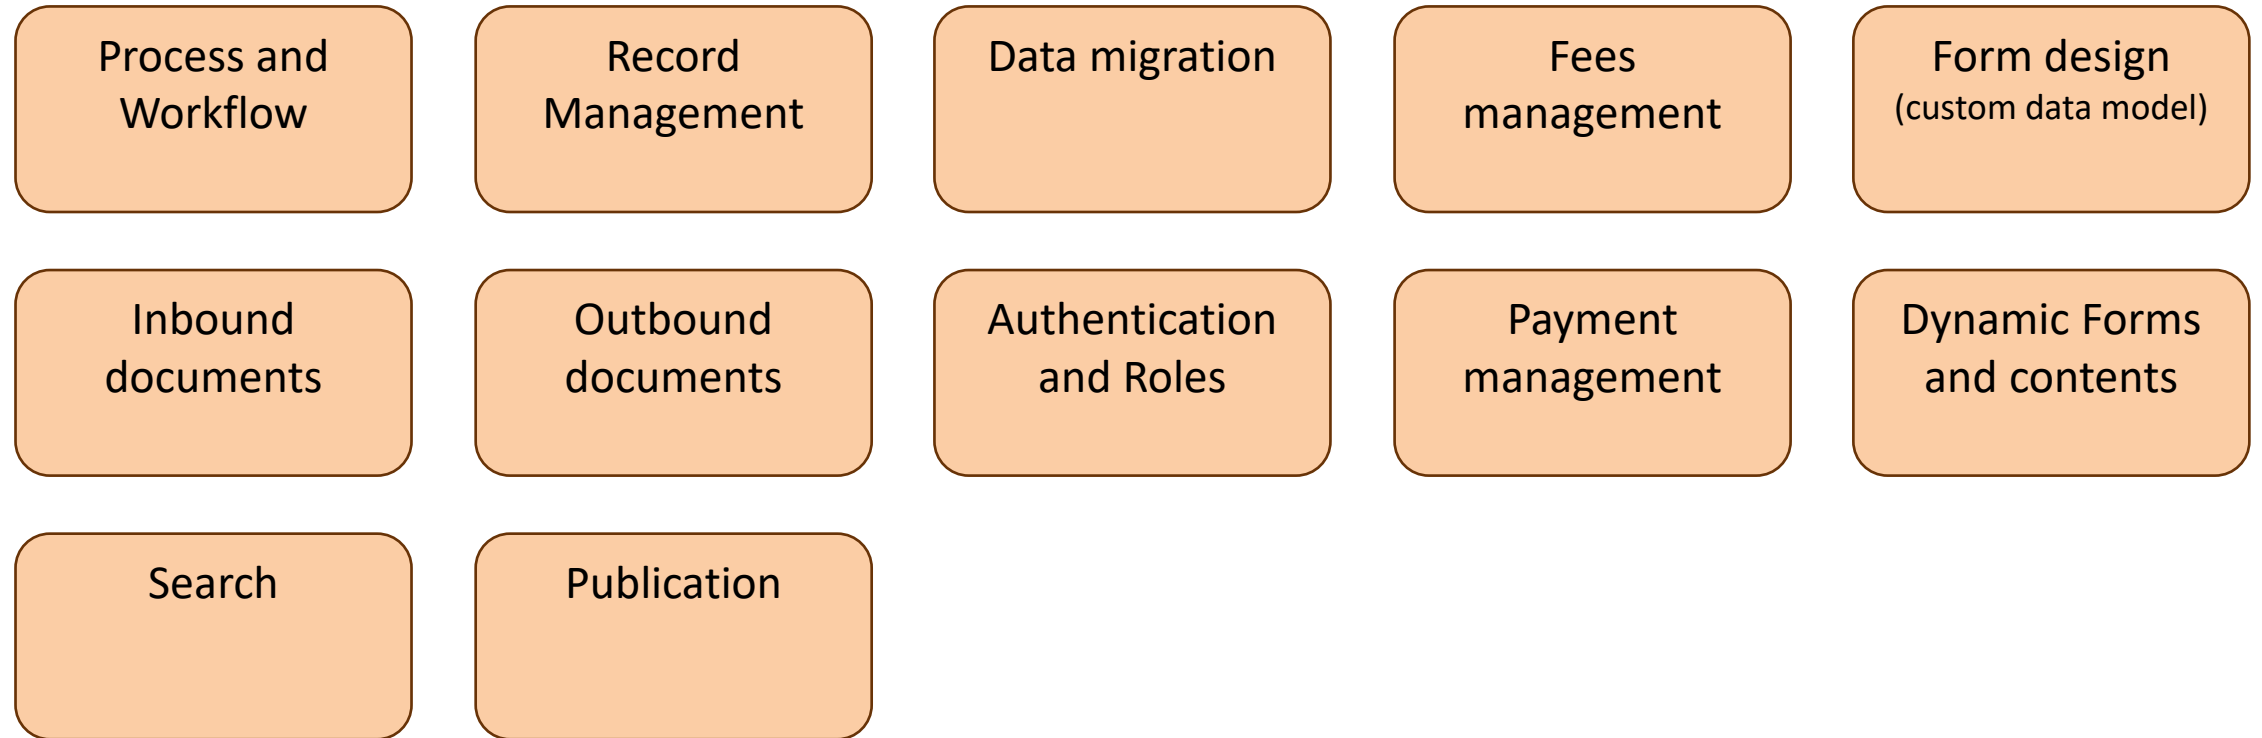 Process and
Workflow
Record
Management
Data migration
Fees
management
Form design
(custom data model)
Inbound
documents
Outbound
documents
Authentication
and Roles
Payment
management
Dynamic Forms
and contents
Search
Publication